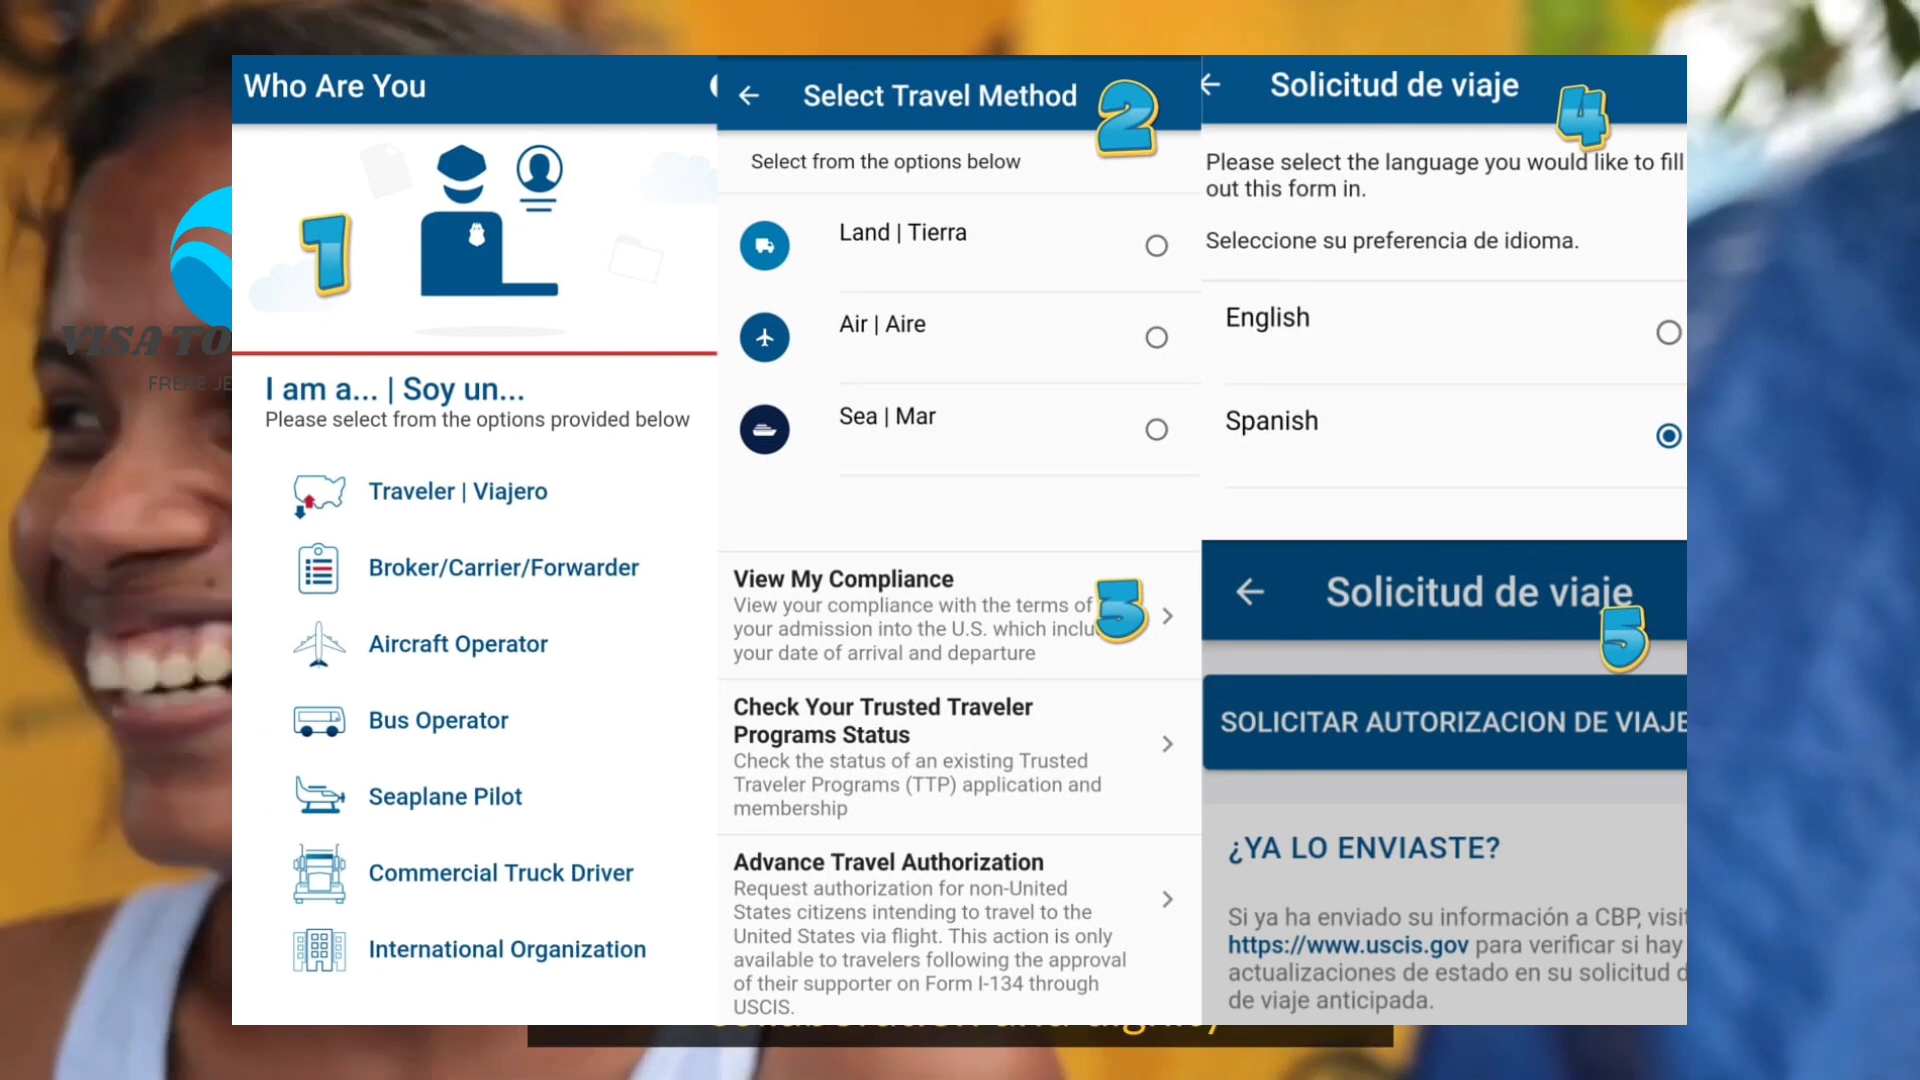 VISA TO
FRERE JE
Who Are You
1
I am a... | Soy un...
Please select from the options provided below
Traveler | Viajero
Broker/Carrier/Forwarder
Aircraft Operator
Bus Operator
Seaplane Pilot
Commercial Truck Driver
International Organization
Select Travel Method
2
Select from the options below
Land | Tierra
Air | Aire
Sea | Mar
View My Compliance
View your compliance with the terms of
your admission into the U.S. which inclu
your date of arrival and departure
3
Check Your Trusted Traveler
Programs Status
Check the status of an existing Trusted
Traveler Programs (TTP) application and
membership
Advance Travel Authorization
Request authorization for non-United
States citizens intending to travel to the
United States via flight. This action is only
available to travelers following the approval
of their supporter on Form I-134 through
USCIS.
Solicitud de viaje
4
Please select the language you would like to fill
out this form in.
Seleccione su preferencia de idioma.
English
Spanish
Solicitud de viaje
5
SOLICITAR AUTORIZACION DE VIAJE
¿YA LO ENVIASTE?
Si ya ha enviado su información a CBP, visit
https://www.uscis.gov para verificar si hay
actualizaciones de estado en su solicitud d
de viaje anticipada.